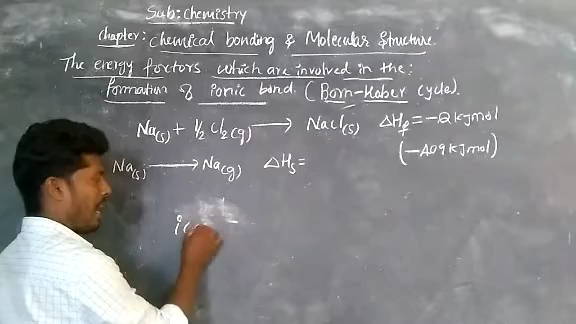 Sub: Chemistry
chapter: Chemical bonding & Molecular Structure.
The energy factors which are involved in the:
formation of ionic bond. (Born-Haber cycle).
Na(s) + 1/2 Cl2(g) ⟶ NaCl(s) ΔHf = -Q kJ mol
(-409 kJ mol)
Na(s) ⟶ Na(g) ΔHs =